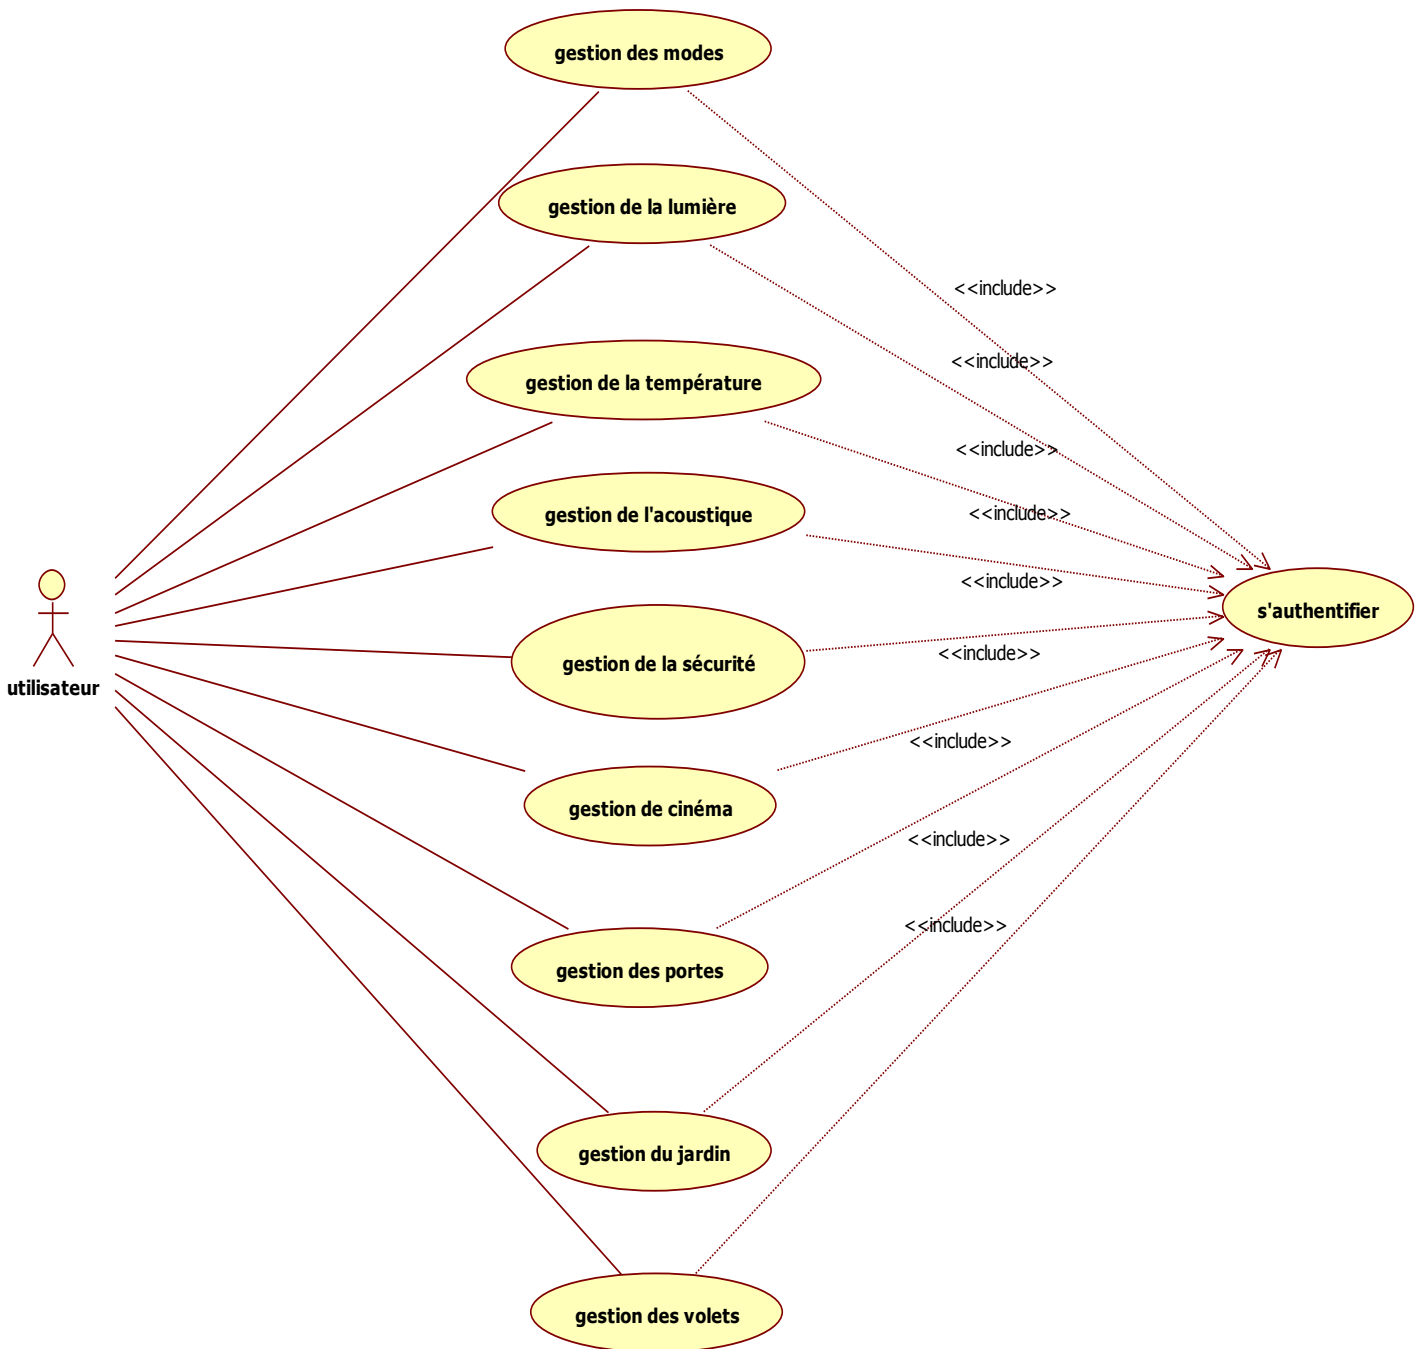 gestion des modes
gestion de la lumière
<<include>>
<<include>>
gestion de la température
<<include>>
gestion de l'acoustique
<<include>>
<<include>>
s'authentifier
gestion de la sécurité
<<include>>
utilisateur
<<include>>
gestion de cinéma
<<include>>
<<include>>
gestion des portes
gestion du jardin
gestion des volets